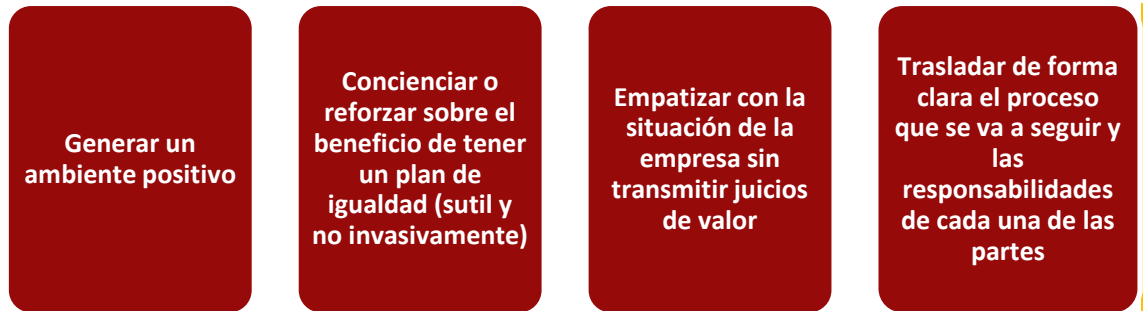 Generar un
ambiente positivo
Concienciar o
reforzar sobre el
beneficio de tener
un plan de
igualdad (sutil y
no invasivamente)
Empatizar con la
situación de la
empresa sin
transmitir juicios
de valor
Trasladar de forma
clara el proceso
que se va a seguir y
las
responsabilidades
de cada una de las
partes